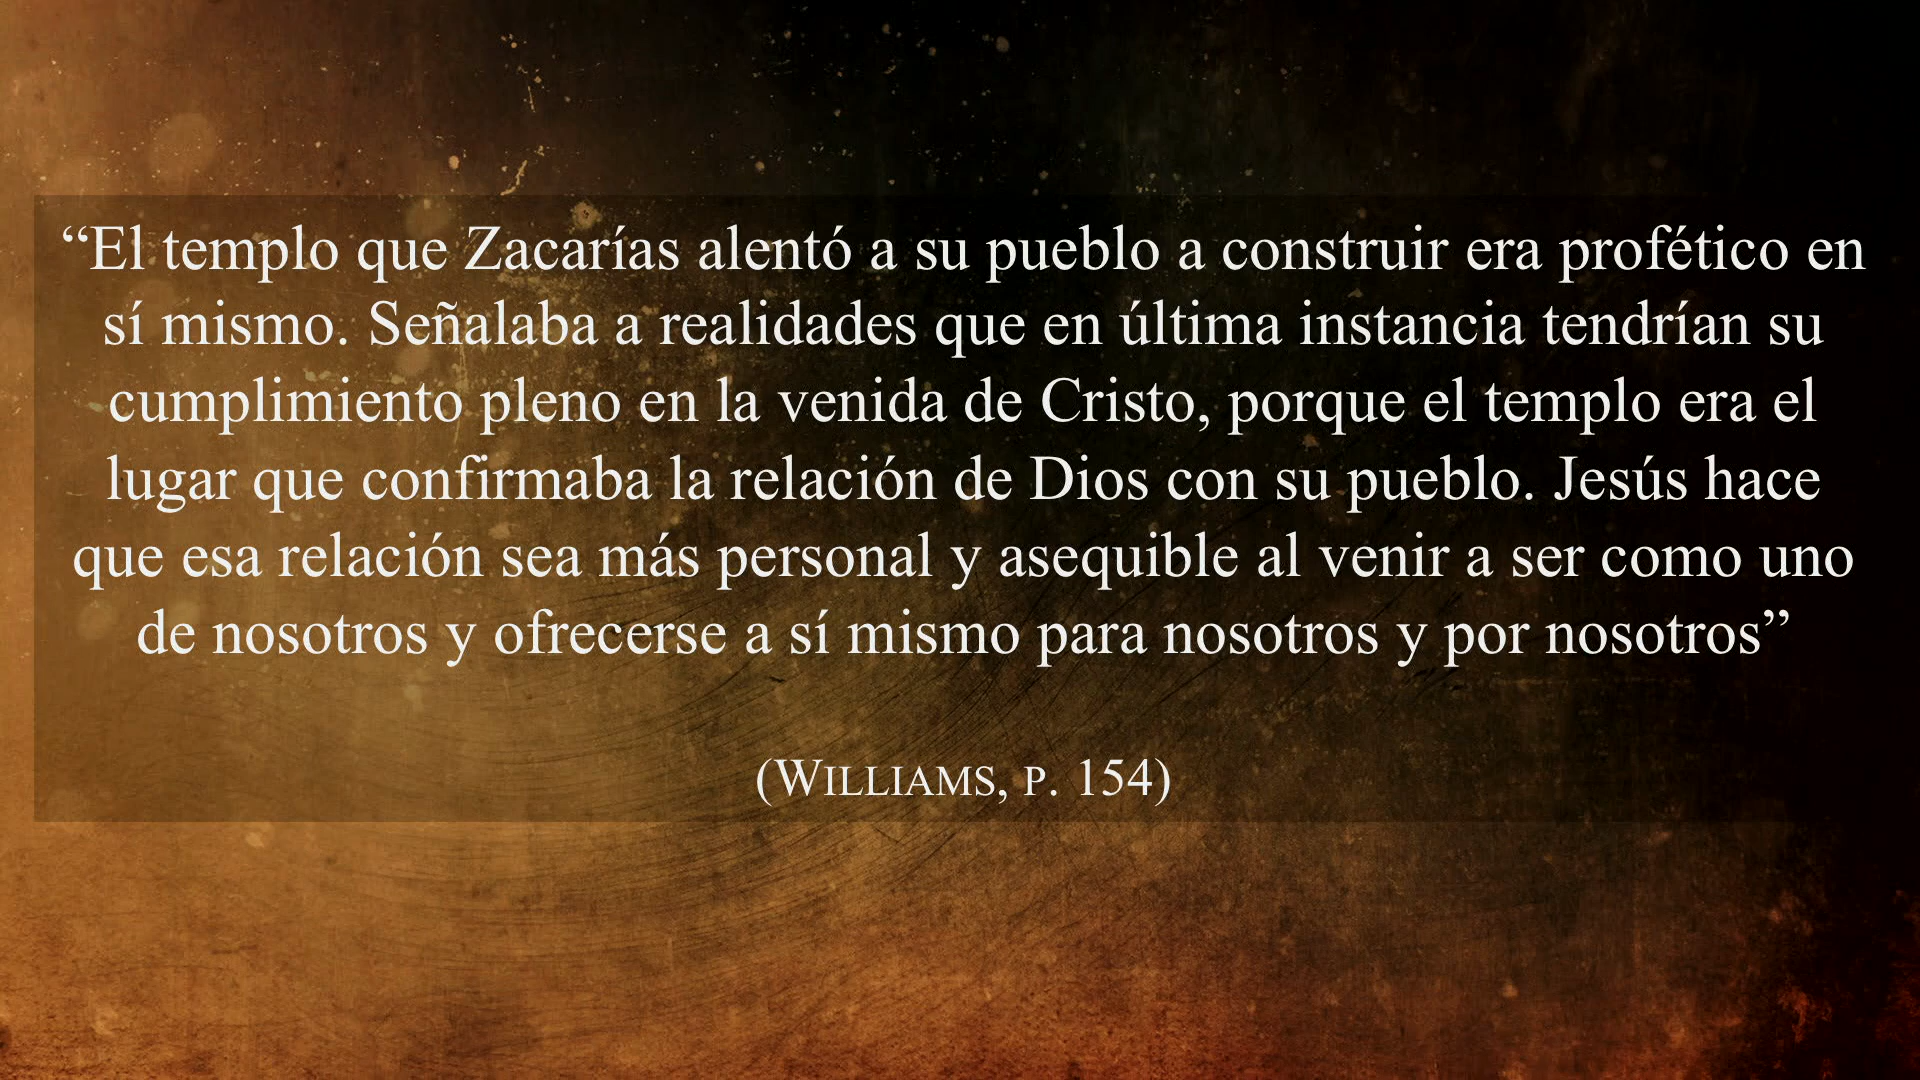 “El templo que Zacarías alentó a su pueblo a construir era profético en
sí mismo. Señalaba a realidades que en última instancia tendrían su
cumplimiento pleno en la venida de Cristo, porque el templo era el
lugar que confirmaba la relación de Dios con su pueblo. Jesús hace
que esa relación sea más personal y asequible al venir a ser como uno
de nosotros y ofrecerse a sí mismo para nosotros y por nosotros”
(WILLIAMS, P. 154)